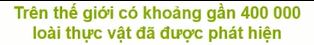 Trên thế giới có khoảng gần 400 000
loài thực vật đã được phát hiện